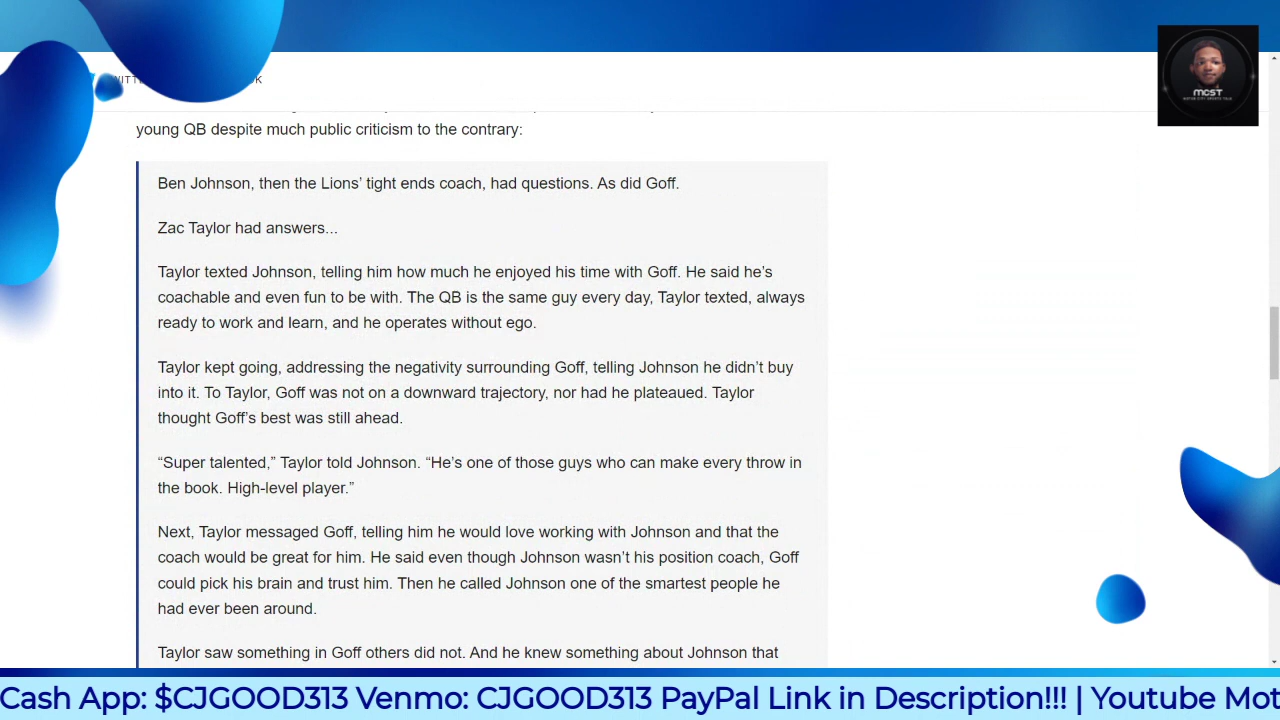 MCST
MOTOR CITY SPORTS TALK
young QB despite much public criticism to the contrary:
Ben Johnson, then the Lions’ tight ends coach, had questions. As did Goff.
Zac Taylor had answers...
Taylor texted Johnson, telling him how much he enjoyed his time with Goff. He said he’s
coachable and even fun to be with. The QB is the same guy every day, Taylor texted, always
ready to work and learn, and he operates without ego.
Taylor kept going, addressing the negativity surrounding Goff, telling Johnson he didn’t buy
into it. To Taylor, Goff was not on a downward trajectory, nor had he plateaued. Taylor
thought Goff’s best was still ahead.
“Super talented,” Taylor told Johnson. “He’s one of those guys who can make every throw in
the book. High-level player.”
Next, Taylor messaged Goff, telling him he would love working with Johnson and that the
coach would be great for him. He said even though Johnson wasn’t his position coach, Goff
could pick his brain and trust him. Then he called Johnson one of the smartest people he
had ever been around.
Taylor saw something in Goff others did not. And he knew something about Johnson that
Cash App: $CJGOOD313 Venmo: CJGOOD313 PayPal Link in Description!!! | Youtube Mot